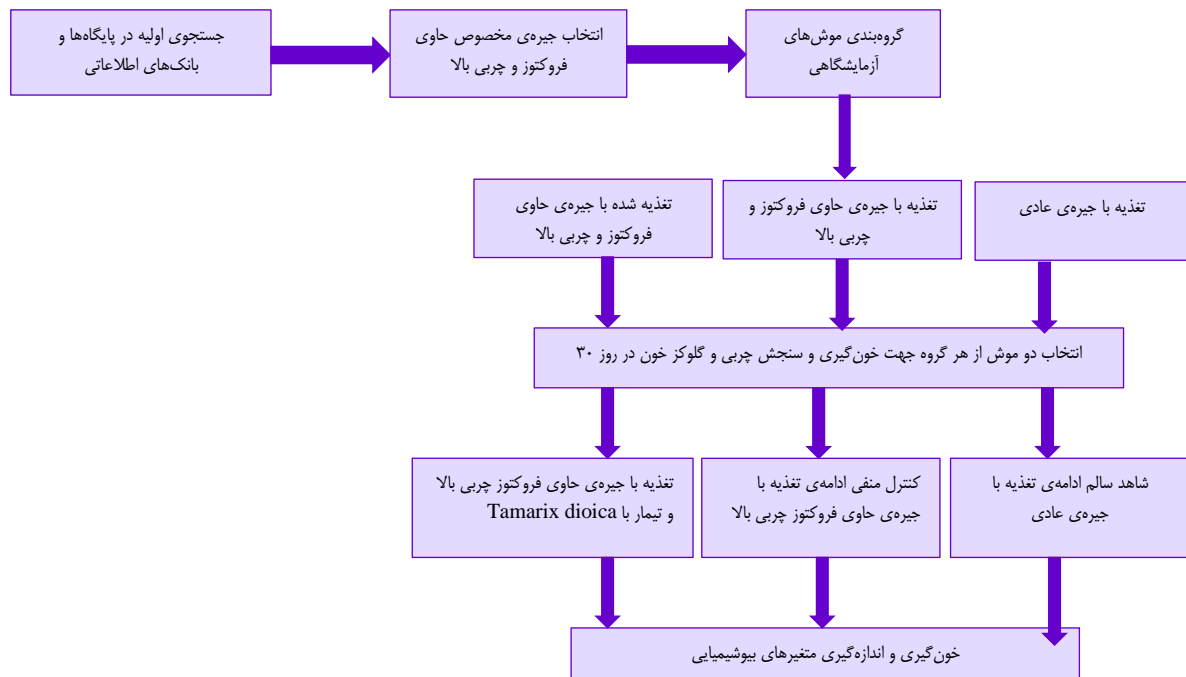 جستجوی اولیه در پایگاه‌ها و
بانک‌های اطلاعاتی
انتخاب جیره‌ی مخصوص حاوی
فروکتوز و چربی بالا
گروه‌بندی موش‌های
آزمایشگاهی
تغذیه با جیره‌ی عادی
تغذیه با جیره‌ی حاوی فروکتوز و
چربی بالا
تغذیه شده با جیره‌ی حاوی
فروکتوز و چربی بالا
انتخاب دو موش از هر گروه جهت خون‌گیری و سنجش چربی و گلوکز خون در روز ۳۰
شاهد سالم ادامه‌ی تغذیه با
جیره‌ی عادی
کنترل منفی ادامه‌ی تغذیه با
جیره‌ی حاوی فروکتوز چربی بالا
تغذیه با جیره‌ی حاوی فروکتوز چربی بالا
و تیمار با Tamarix dioica
خون‌گیری و اندازه‌گیری متغیرهای بیوشیمیایی